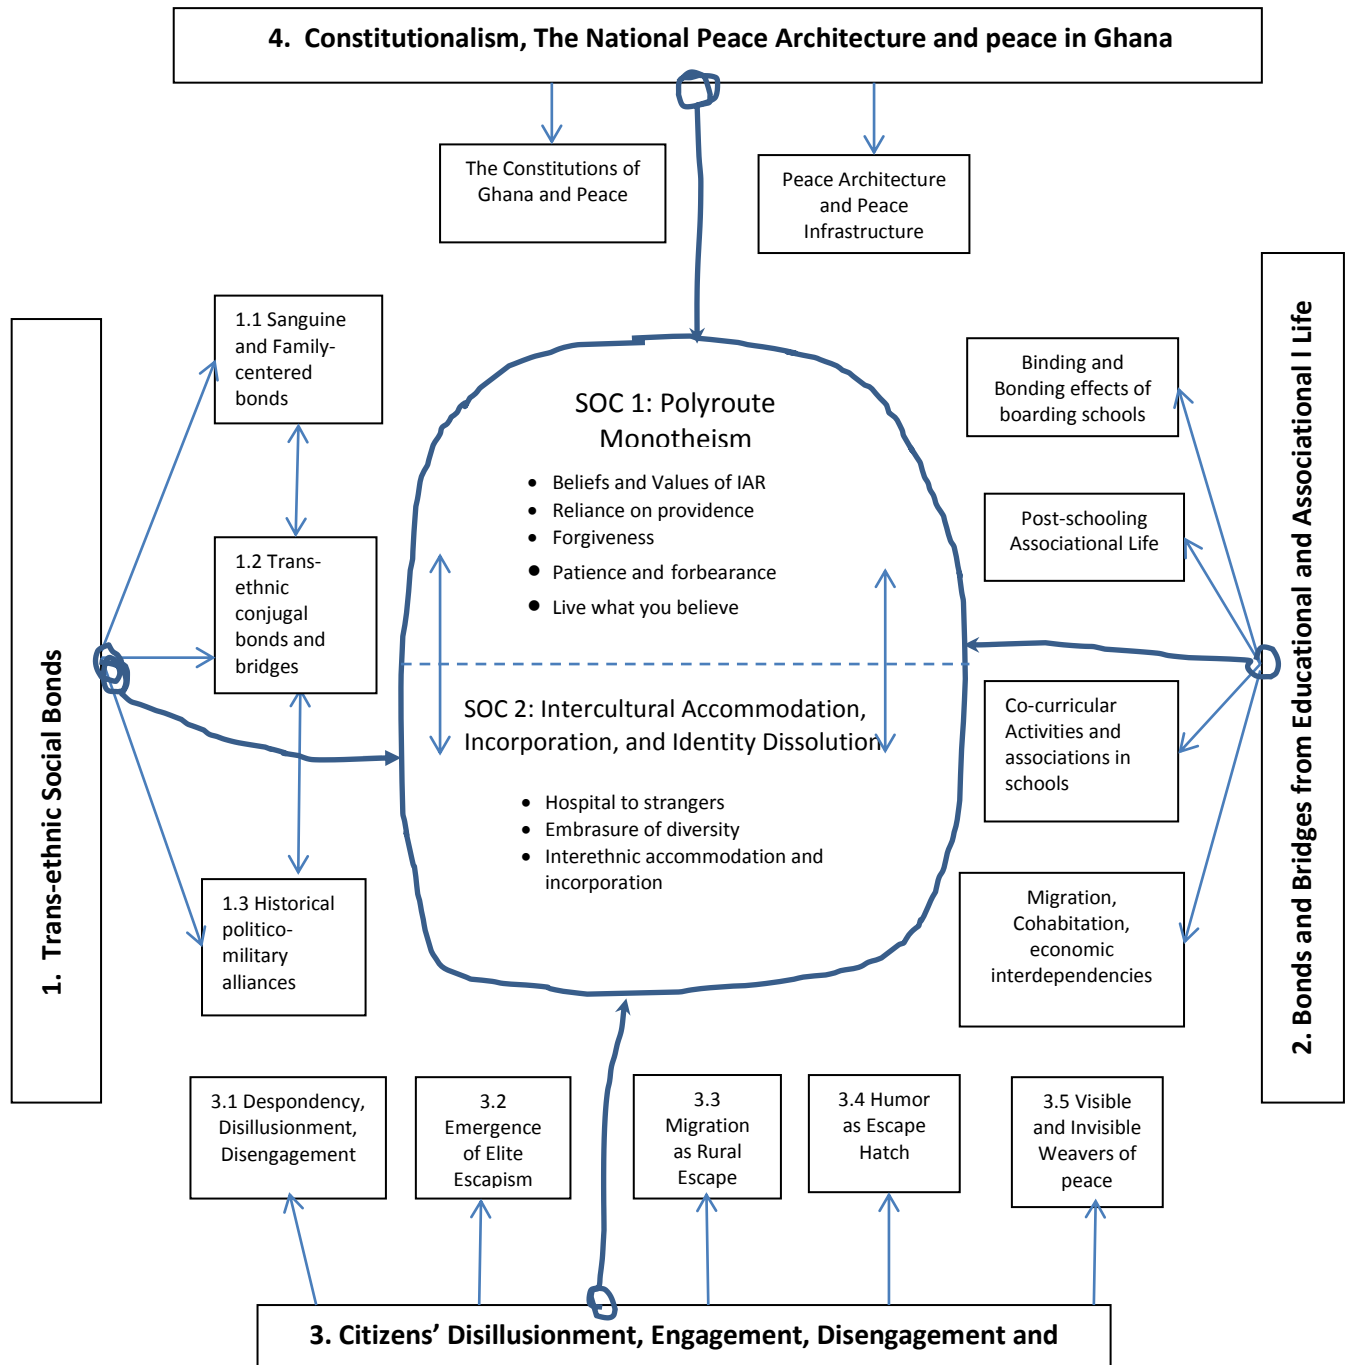 4. Constitutionalism, The National Peace Architecture and peace in Ghana
The Constitutions of
Ghana and Peace
Peace Architecture
and Peace
Infrastructure
1. Trans-ethnic Social Bonds
1.1 Sanguine
and Family-
centered
bonds
1.2 Trans-
ethnic
conjugal
bonds and
bridges
1.3 Historical
politico-
military
alliances
SOC 1: Polyroute
Monotheism
• Beliefs and Values of IAR
• Reliance on providence
• Forgiveness
• Patience and forbearance
• Live what you believe
SOC 2: Intercultural Accommodation,
Incorporation, and Identity Dissolution
• Hospital to strangers
• Embrasure of diversity
• Interethnic accommodation and
incorporation
Binding and
Bonding effects of
boarding schools
Post-schooling
Associational Life
Co-curricular
Activities and
associations in
schools
Migration,
Cohabitation,
economic
interdependencies
2. Bonds and Bridges from Educational and Associational l Life
3.1 Despondency,
Disillusionment,
Disengagement
3.2
Emergence
of Elite
Escapism
3.3
Migration
as Rural
Escape
3.4 Humor
as Escape
Hatch
3.5 Visible
and Invisible
Weavers of
peace
3. Citizens’ Disillusionment, Engagement, Disengagement and